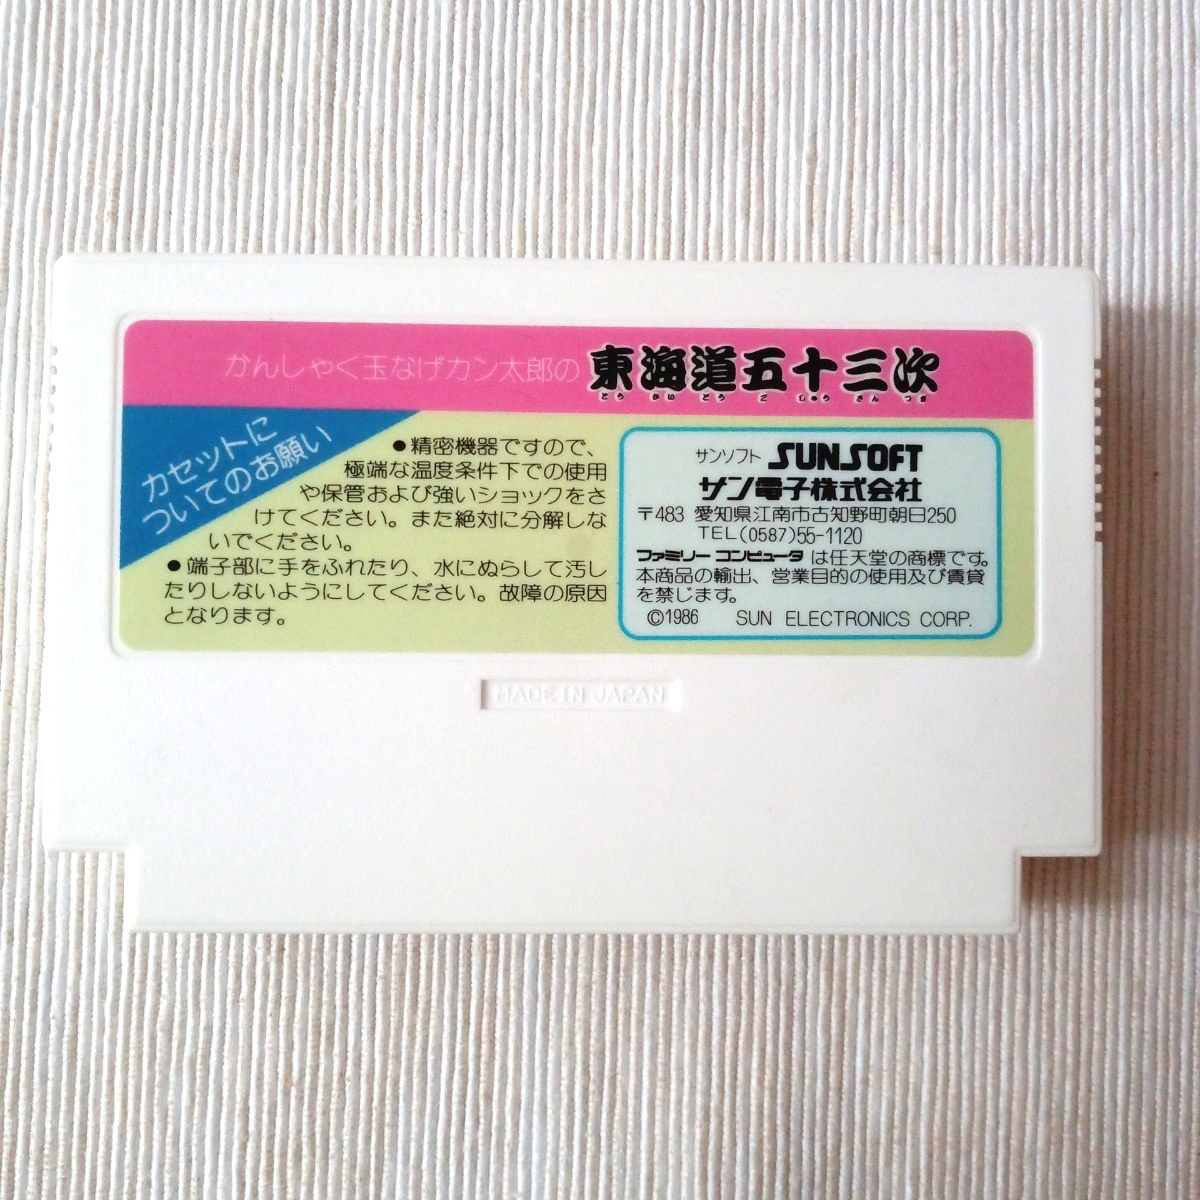 かんしゃく玉なげカン太郎の 東海道五十三次
とう かい どう ご じゅう さん つぎ
カセットに
ついてのお願い
●精密機器ですので、
極端な温度条件下での使用
や保管および強いショックをさ
けてください。また絶対に分解しな
いでください。
●端子部に手をふれたり、水にぬらして汚し
たりしないようにしてください。故障の原因
となります。
サンソフト SUNSOFT
サン電子株式会社
〒483 愛知県江南市古知野町朝日250
TEL(0587)55-1120
ファミリーコンピュータ は任天堂の商標です。
本商品の輸出、営業目的の使用及び賃貸
を禁じます。
©1986 SUN ELECTRONICS CORP.
MADE IN JAPAN